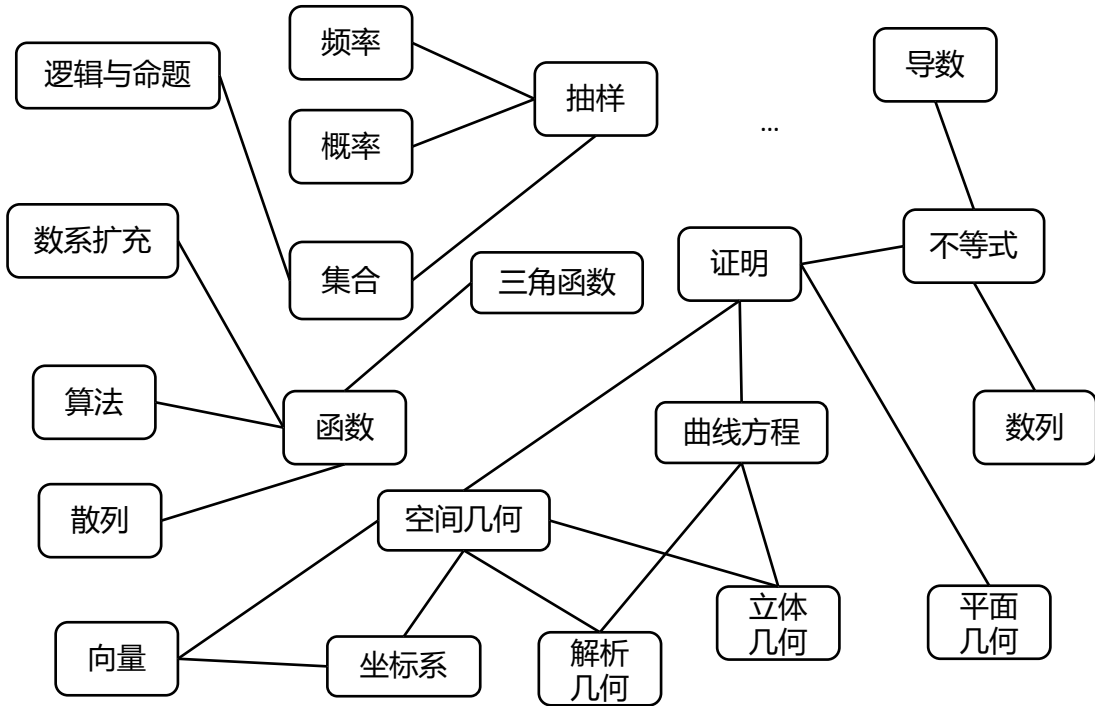 频率
导数
逻辑与命题
抽样
概率
...
数系扩充
不等式
证明
集合
三角函数
算法
函数
曲线方程
数列
散列
空间几何
立体
几何
平面
几何
向量
坐标系
解析
几何